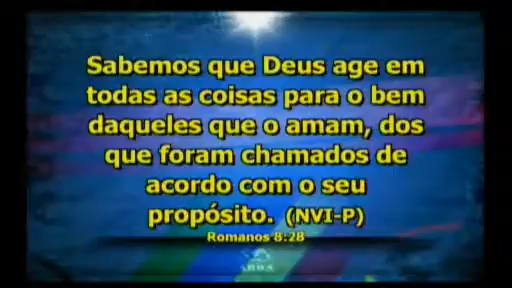 Sabemos que Deus age em
todas as coisas para o bem
daqueles que o amam, dos
que foram chamados de
acordo com o seu
propósito. (NVI-P)
Romanos 8:28